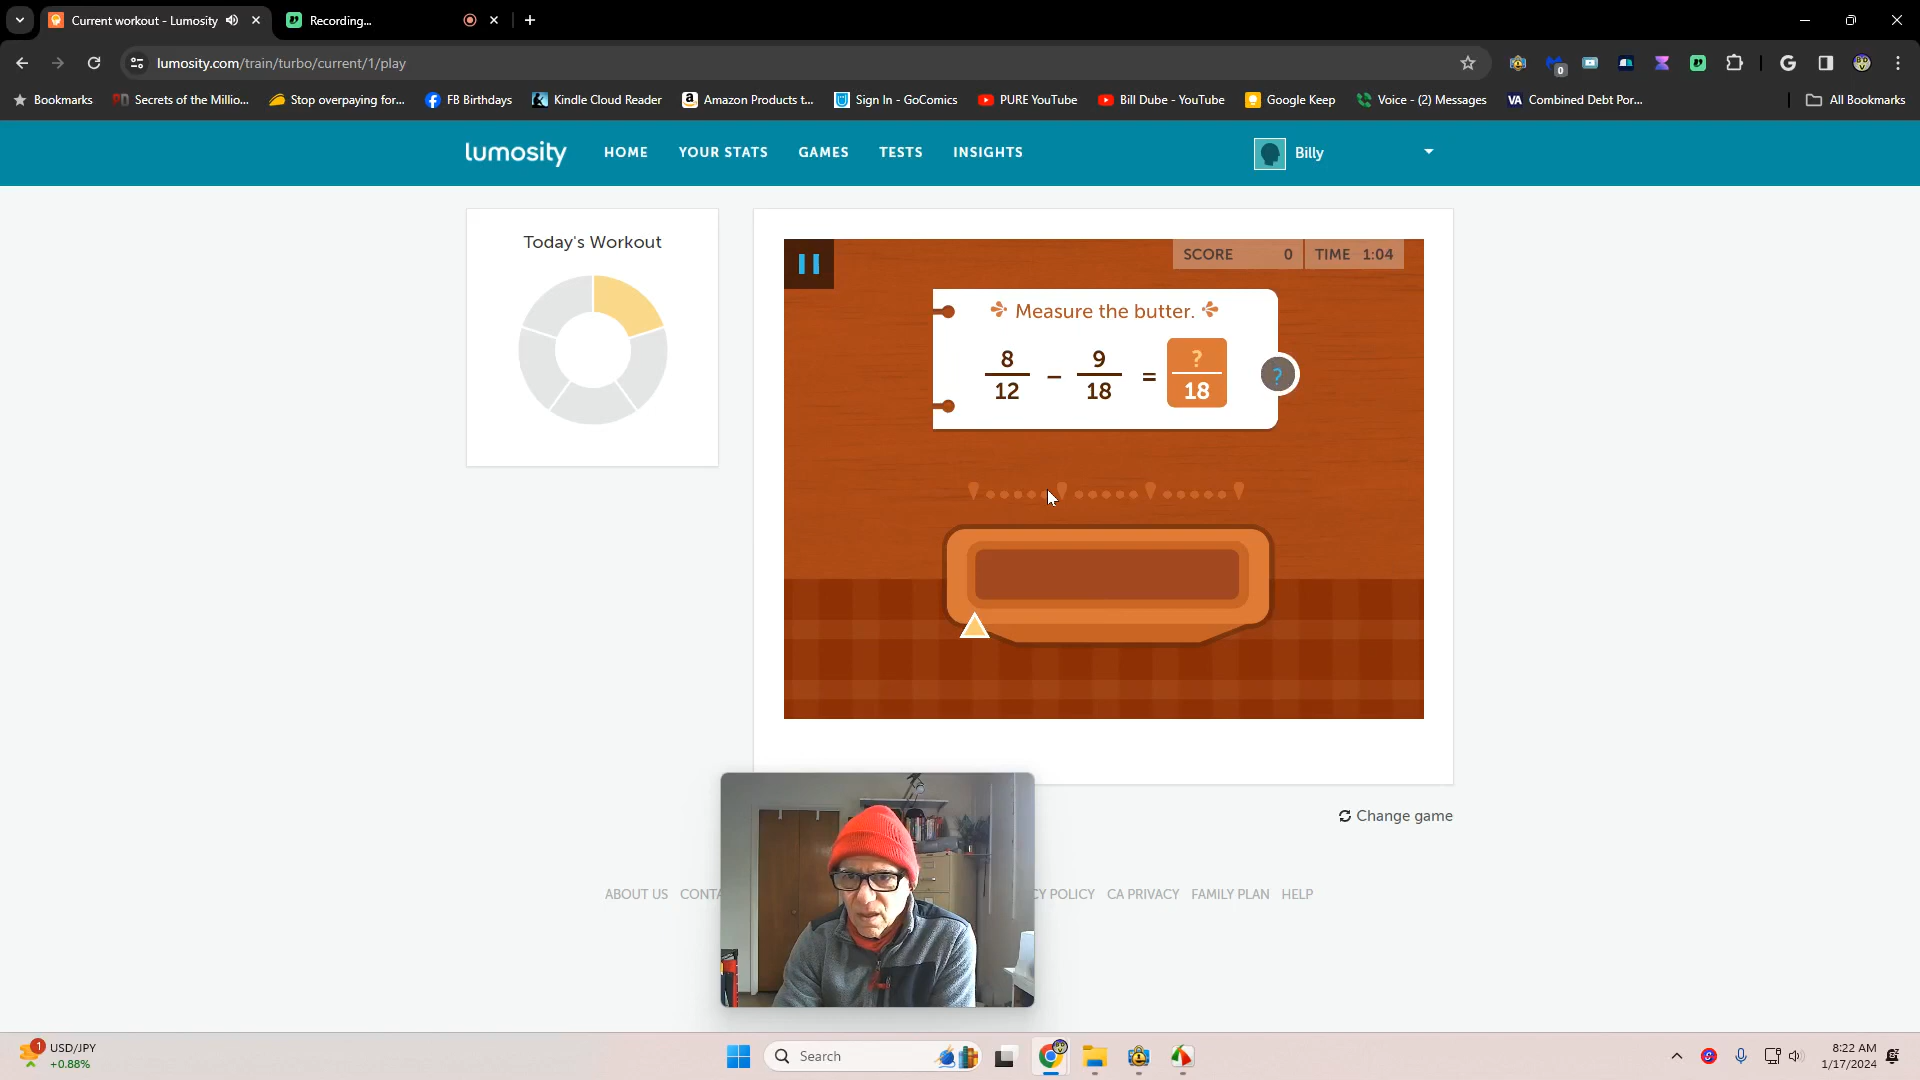 Current workout - Lumosity
Recording...
lumosity.com/train/turbo/current/1/play
0
Bookmarks
Secrets of the Millio...
Stop overpaying for...
FB Birthdays
Kindle Cloud Reader
Amazon Products t...
Sign In - GoComics
PURE YouTube
Bill Dube - YouTube
Google Keep
Voice - (2) Messages
VA Combined Debt Por...
All Bookmarks
lumosity
HOME
YOUR STATS
GAMES
TESTS
INSIGHTS
Billy
Today's Workout
SCORE 0
TIME 1:04
Measure the butter.
8/12 − 9/18 = ?/18
?
Change game
ABOUT US
CONTA
CY POLICY
CA PRIVACY
FAMILY PLAN
HELP
1
USD/JPY
+0.88%
Search
8:22 AM
1/17/2024